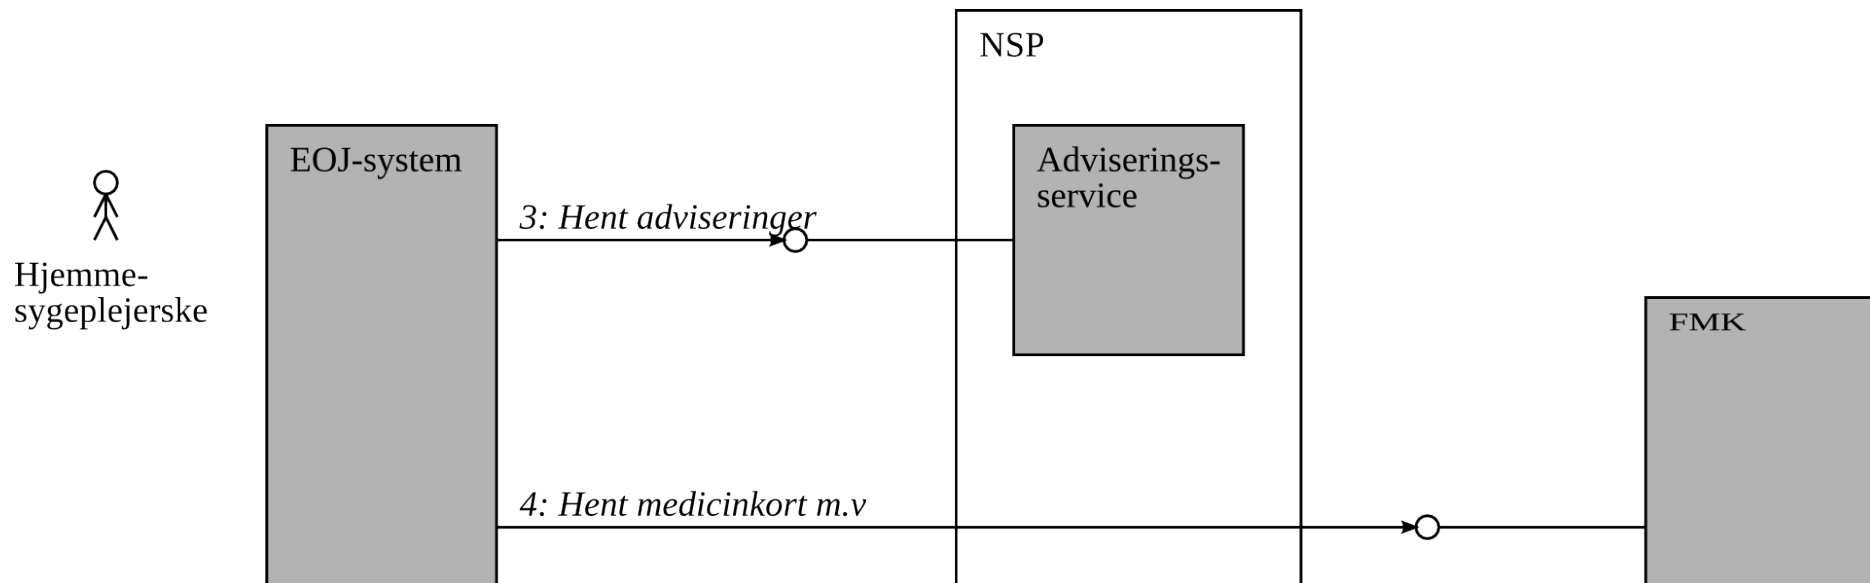 NSP
EOJ-system
Adviserings-
service
3: Hent adviseringer
Hjemme-
sygeplejerske
FMK
4: Hent medicinkort m.v